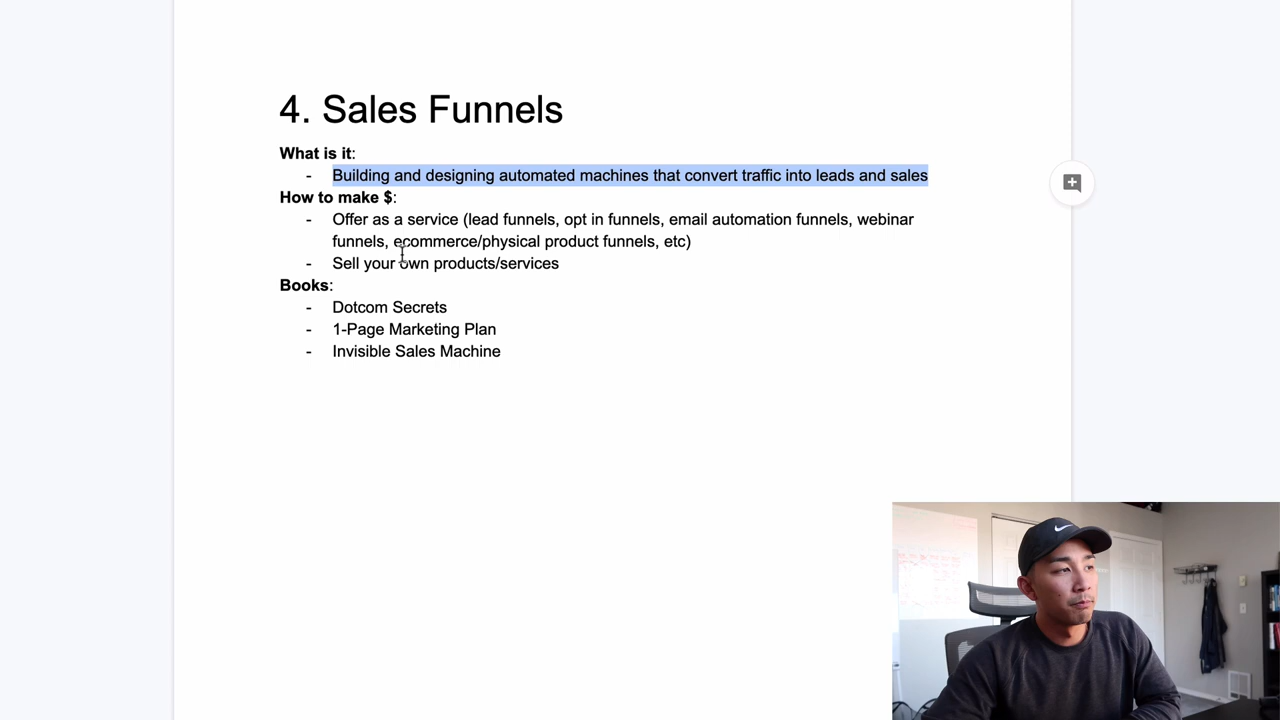 4. Sales Funnels
What is it:
- Building and designing automated machines that convert traffic into leads and sales
How to make $:
- Offer as a service (lead funnels, opt in funnels, email automation funnels, webinar
funnels, ecommerce/physical product funnels, etc)
- Sell your own products/services
Books:
- Dotcom Secrets
- 1-Page Marketing Plan
- Invisible Sales Machine